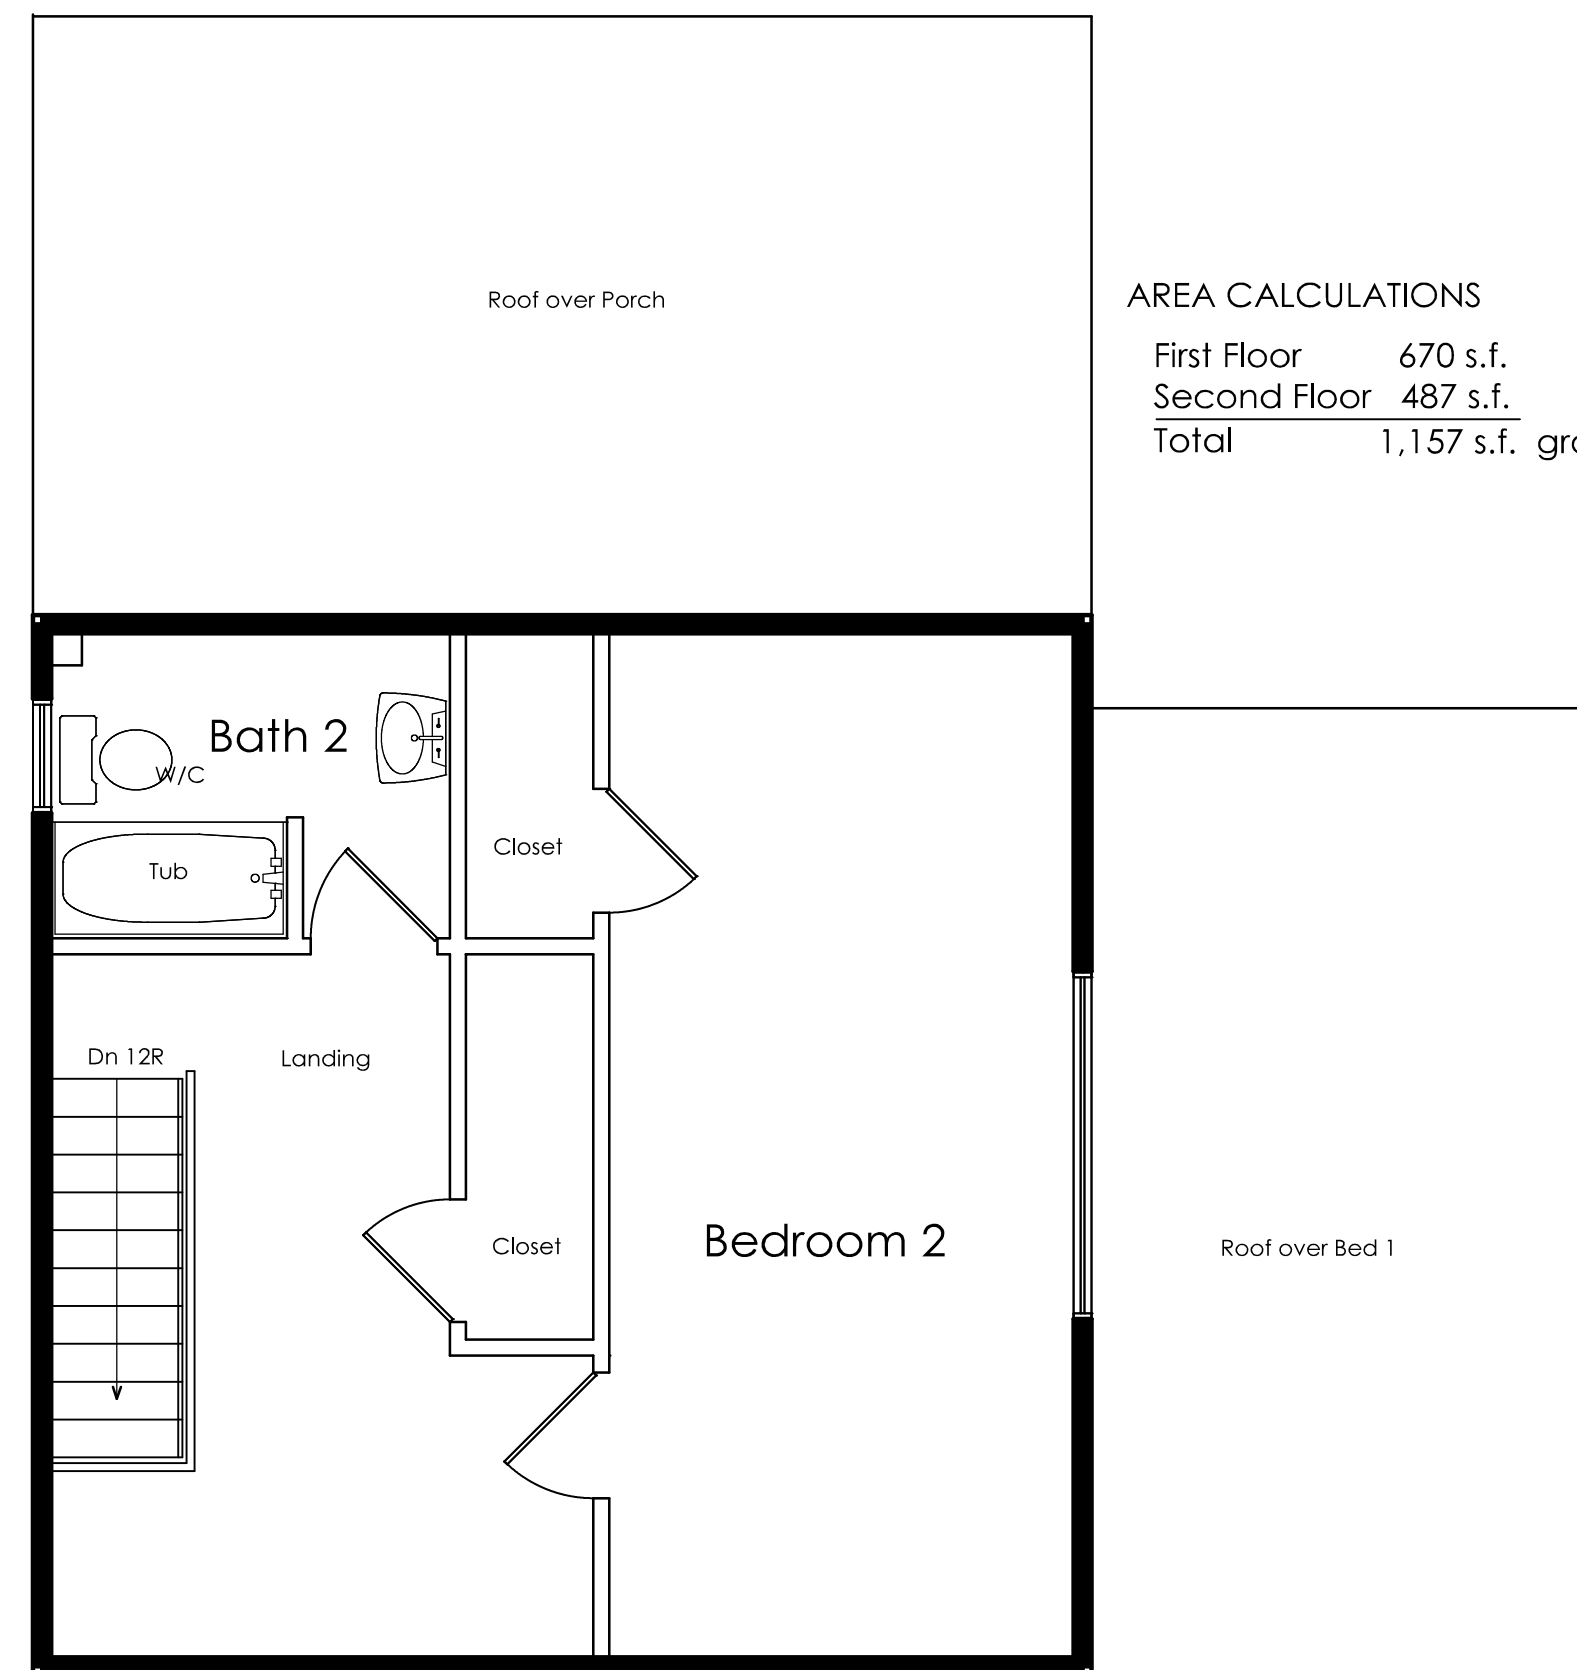 Roof over Porch
AREA CALCULATIONS
First Floor 670 s.f.
Second Floor 487 s.f.
Total 1,157 s.f.
Bath 2
W/C
Closet
Tub
Dn 12R
Landing
Closet
Bedroom 2
Roof over Bed 1